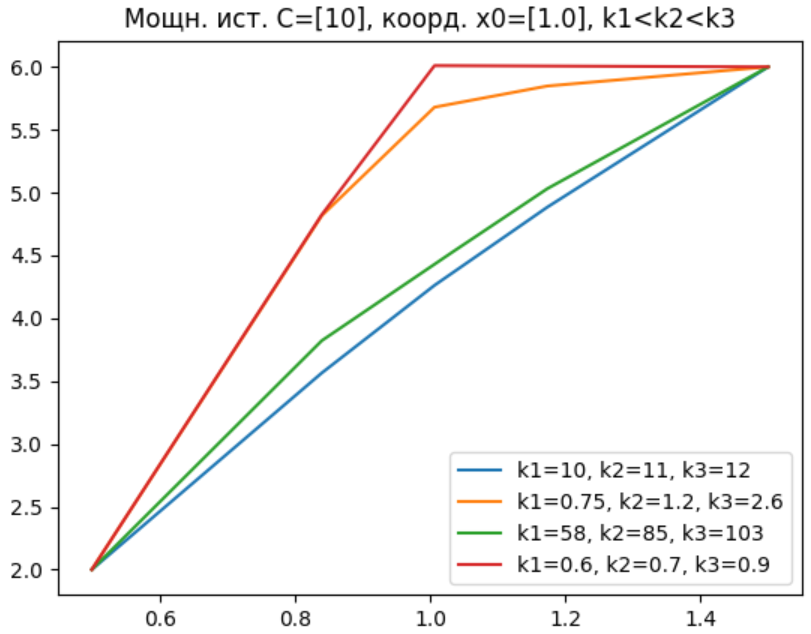 Мощн. ист. C=[10], коорд. x0=[1.0], k1<k2<k3
6.0
5.5
5.0
4.5
4.0
3.5
3.0
2.5
2.0
k1=10, k2=11, k3=12
k1=0.75, k2=1.2, k3=2.6
k1=58, k2=85, k3=103
k1=0.6, k2=0.7, k3=0.9
0.6 0.8 1.0 1.2 1.4